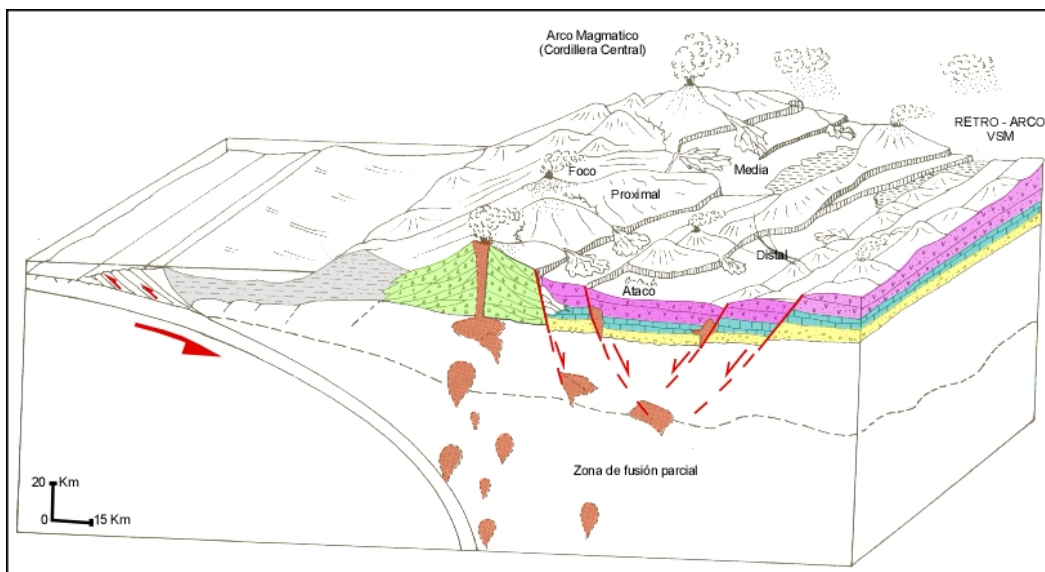 Arco Magmatico
(Cordillera Central)
RETRO - ARCO
VSM
Foco
Media
Proximal
Distal
Ataco
Zona de fusión parcial
20 Km
0 15 Km